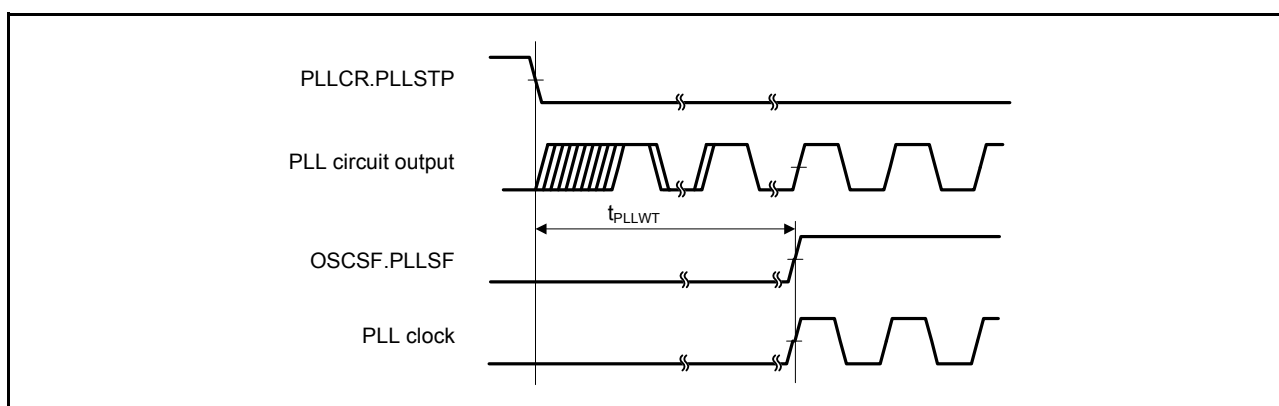 PLLCR.PLLSTP
PLL circuit output
tPLLWT
OSCSF.PLLSF
PLL clock